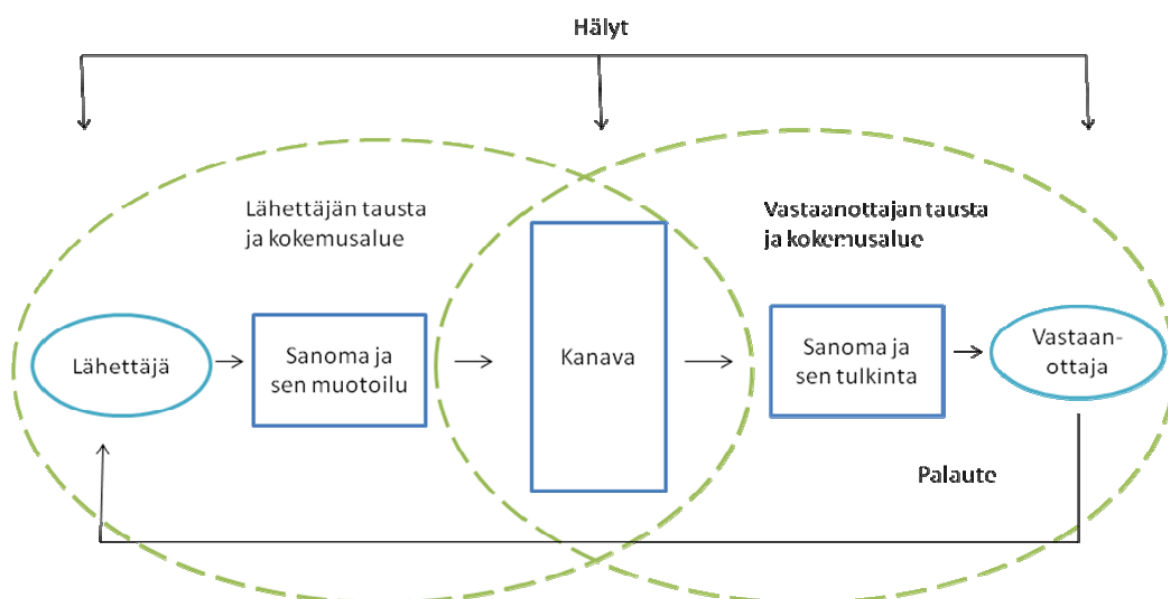 Hälyt
Lähettäjän tausta
ja kokemusalue
Vastaanottajan tausta
ja kokemusalue
Lähettäjä
Sanoma ja
sen muotoilu
Kanava
Sanoma ja
sen tulkinta
Vastaan-
ottaja
Palaute